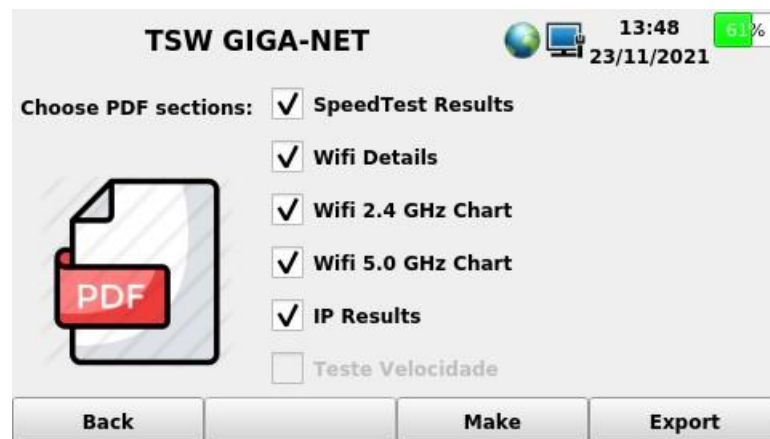 TSW GIGA-NET
13:48
23/11/2021
61%
Choose PDF sections:
SpeedTest Results
Wifi Details
Wifi 2.4 GHz Chart
Wifi 5.0 GHz Chart
IP Results
Teste Velocidade
PDF
Back
Make
Export